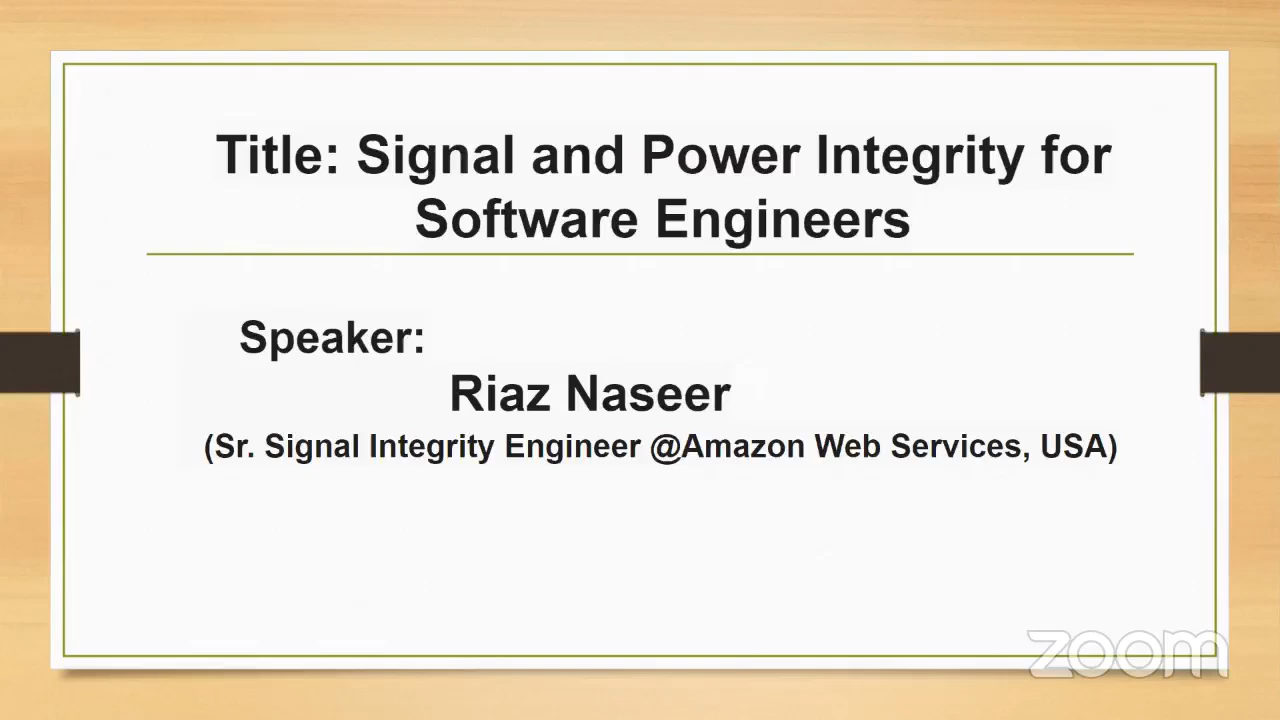 Title: Signal and Power Integrity for
Software Engineers
Speaker:
Riaz Naseer
(Sr. Signal Integrity Engineer @Amazon Web Services, USA)
zoom